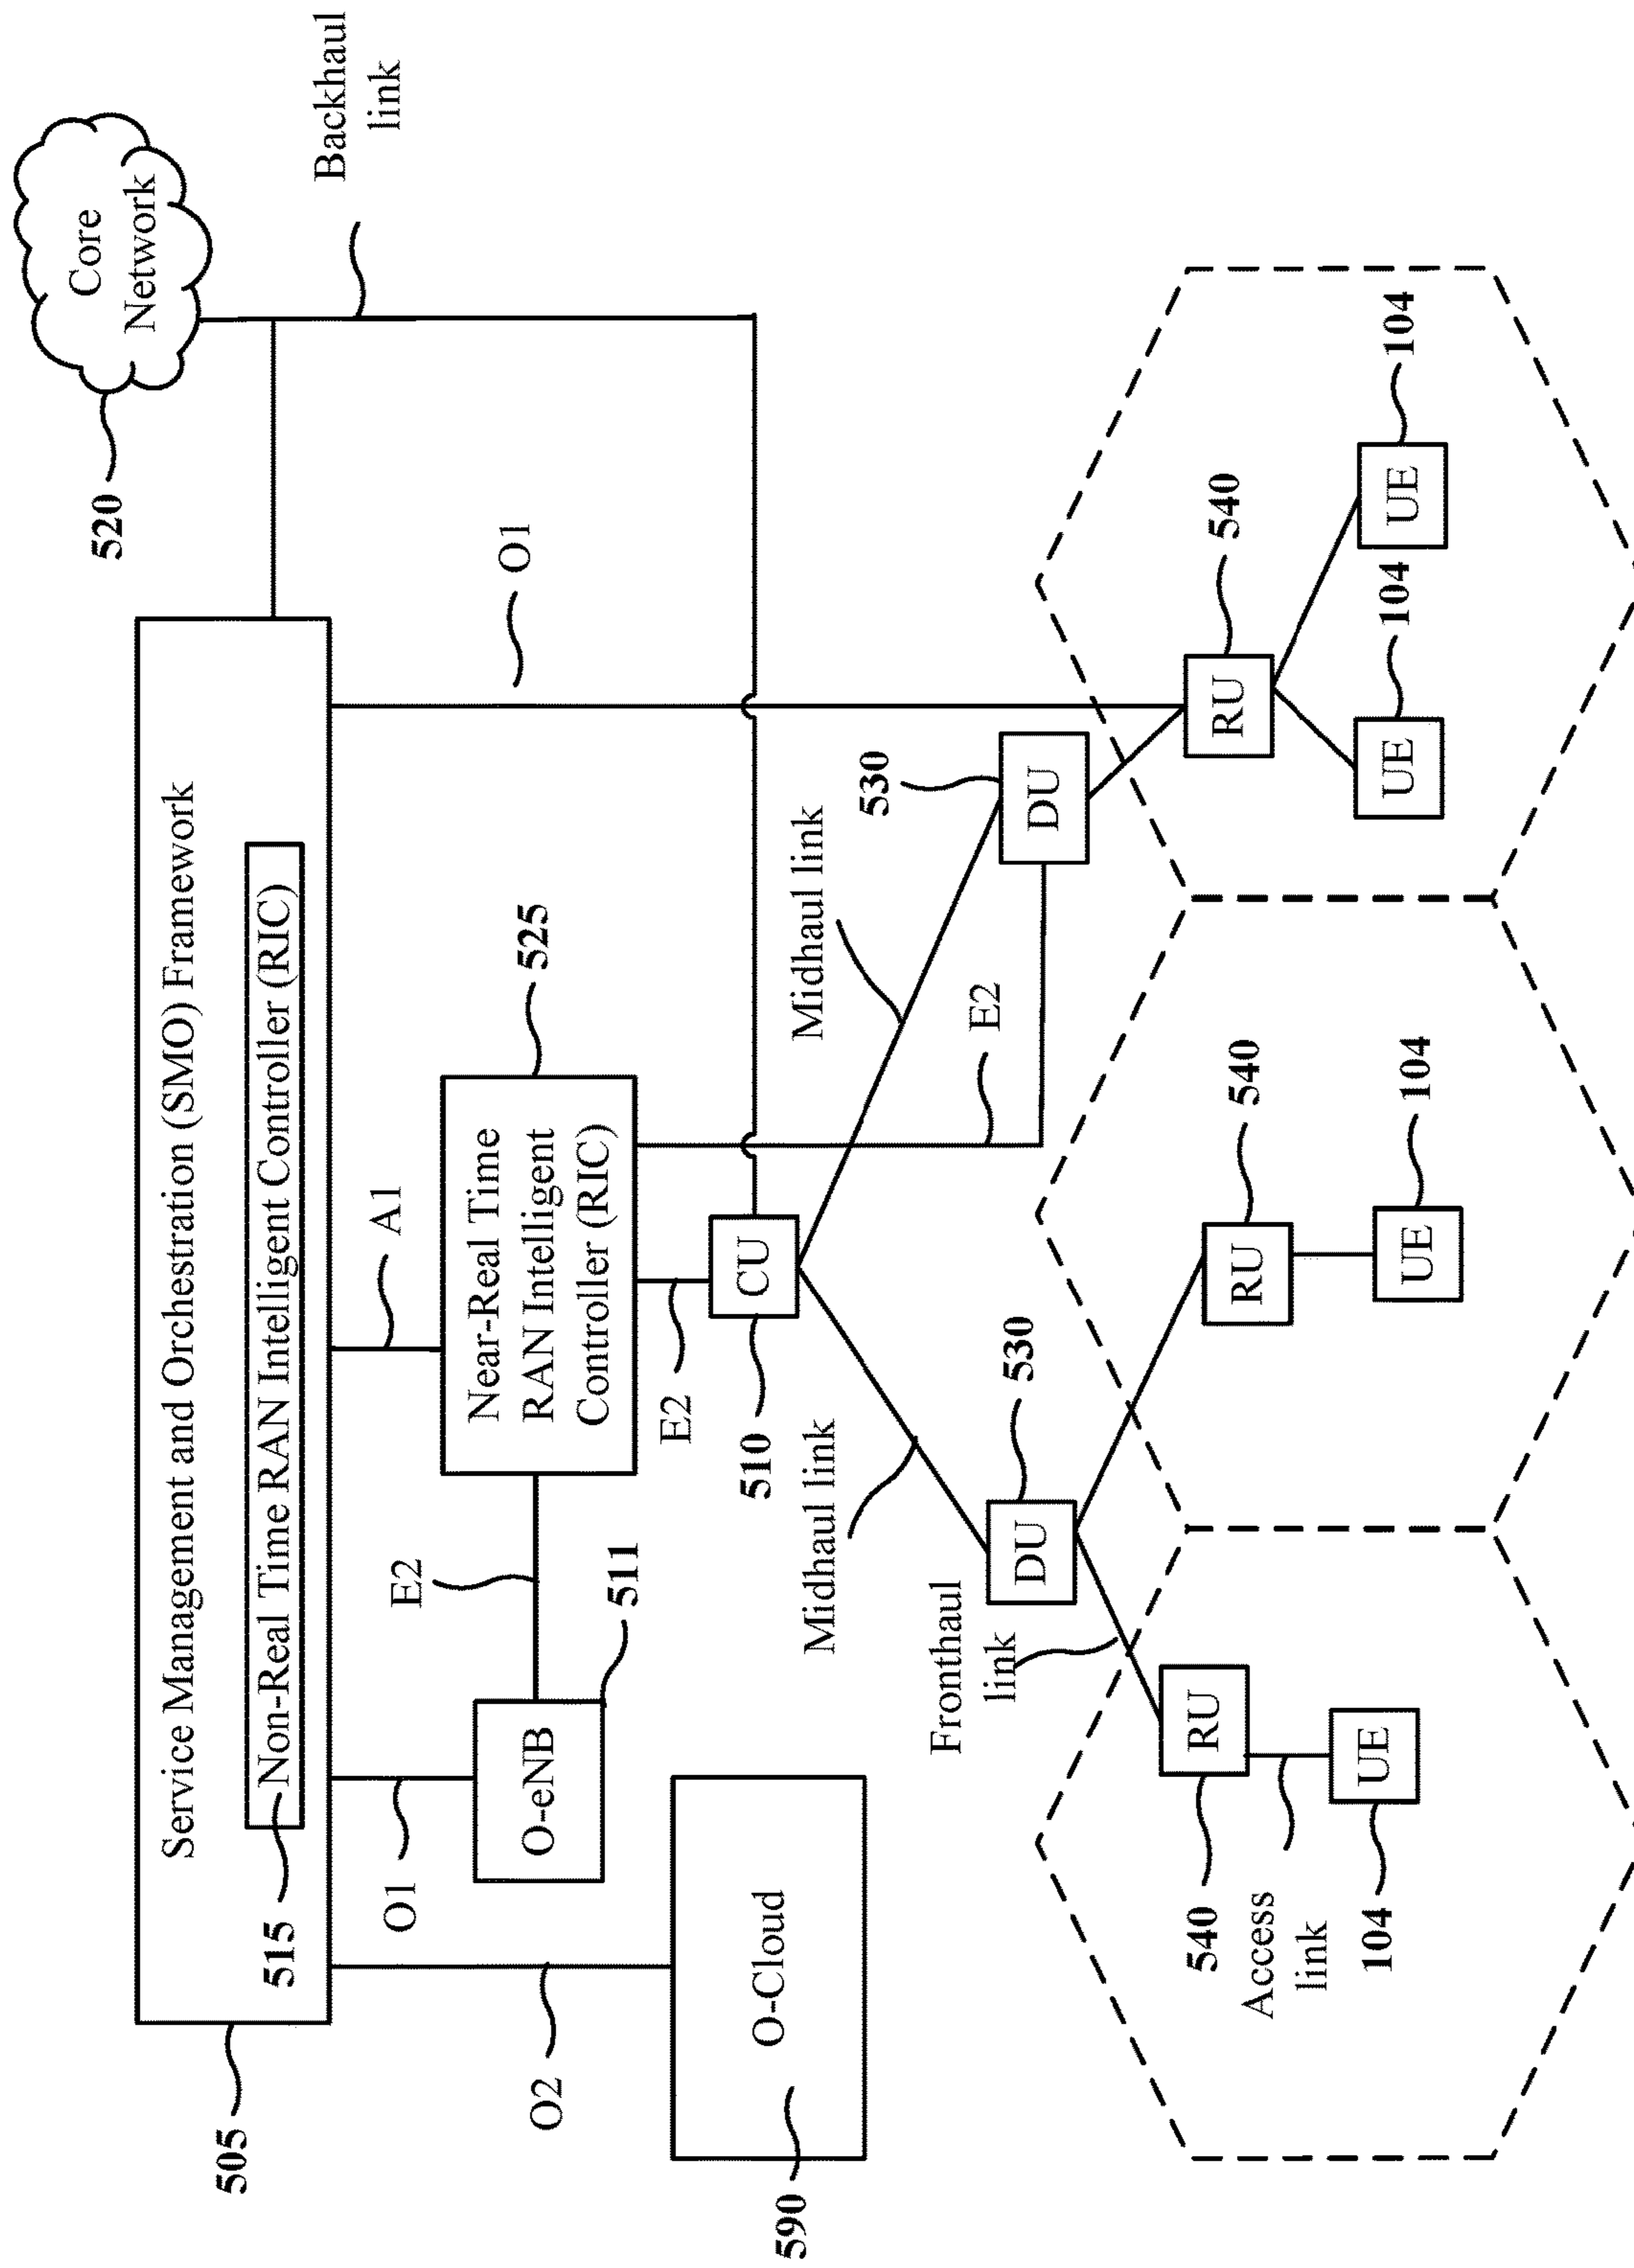 Core
Network
520
Backhaul
link
505
Service Management and Orchestration (SMO) Framework
515
Non-Real Time RAN Intelligent Controller (RIC)
O1
A1
O1
O2
525
Near-Real Time
RAN Intelligent
Controller (RIC)
E2
O-eNB
511
E2
590
O-Cloud
510
CU
Midhaul link
Midhaul link
530
DU
E2
530
DU
Fronthaul
link
540
RU
540
RU
540
RU
Access
link
104
UE
UE
104
UE
104
UE
104